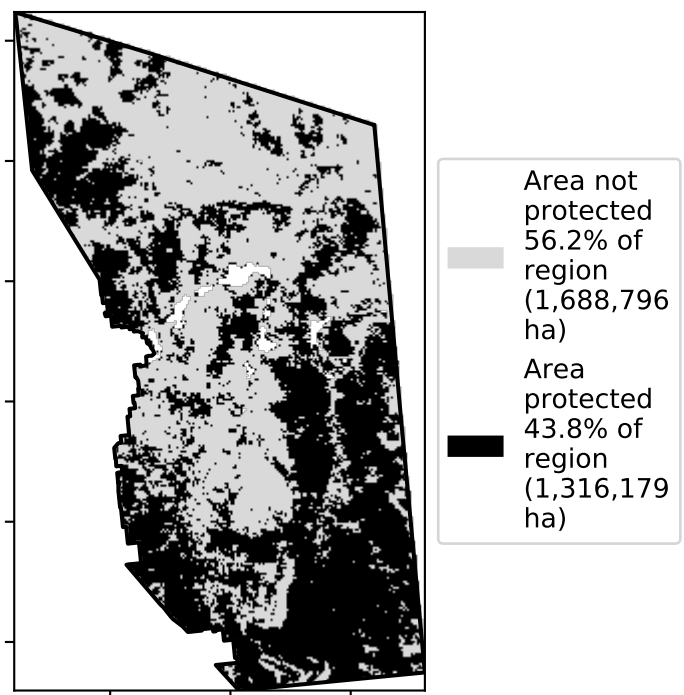 Area not
protected
56.2% of
region
(1,688,796
ha)
Area
protected
43.8% of
region
(1,316,179
ha)